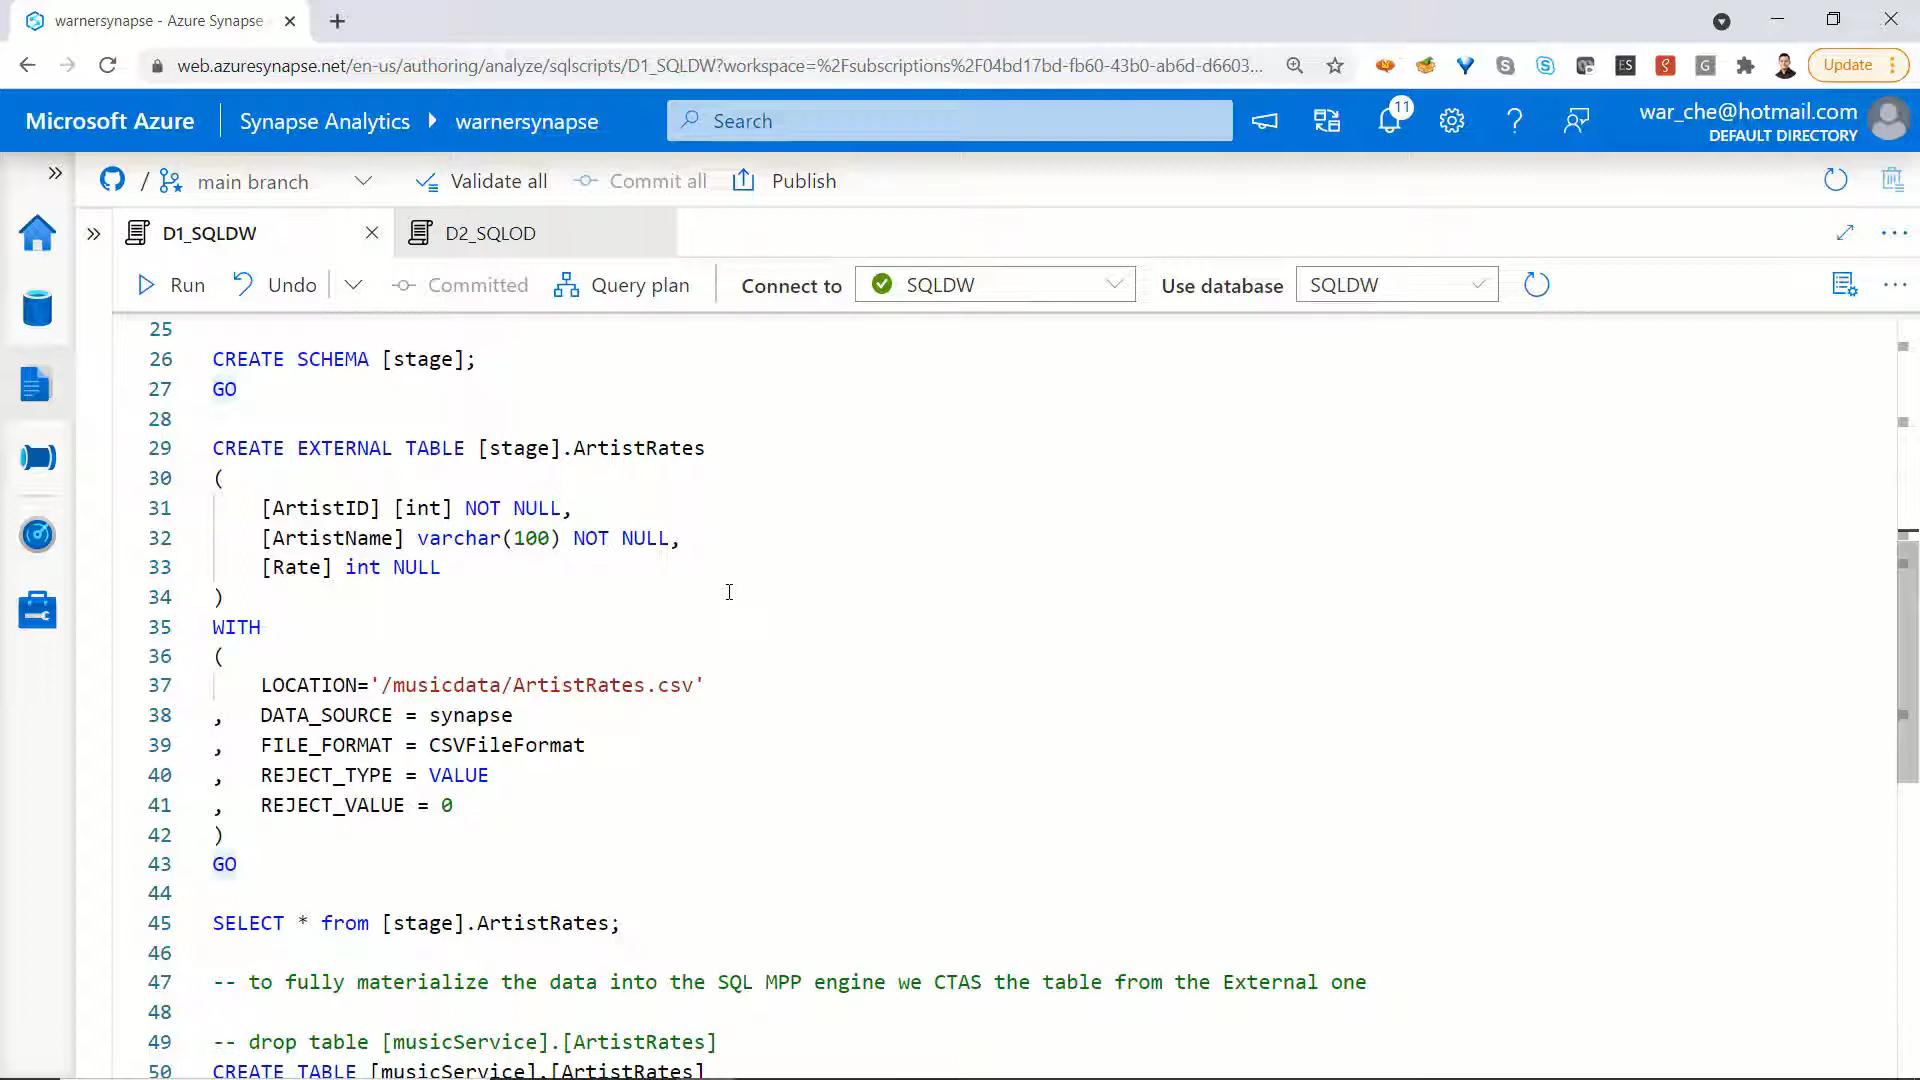 warnersynapse - Azure Synapse
web.azuresynapse.net/en-us/authoring/analyze/sqlscripts/D1_SQLDW?workspace=%2Fsubscriptions%2F04bd17bd-fb60-43b0-ab6d-d6603...
ES
G
Update
Microsoft Azure
Synapse Analytics
warnersynapse
Search
11
war_che@hotmail.com
DEFAULT DIRECTORY
/ main branch
Validate all
Commit all
Publish
D1_SQLDW
D2_SQLOD
Run
Undo
Committed
Query plan
Connect to
SQLDW
Use database
SQLDW
25
26 CREATE SCHEMA [stage];
27 GO
28
29 CREATE EXTERNAL TABLE [stage].ArtistRates
30 (
31 [ArtistID] [int] NOT NULL,
32 [ArtistName] varchar(100) NOT NULL,
33 [Rate] int NULL
34 )
35 WITH
36 (
37 LOCATION='/musicdata/ArtistRates.csv'
38 , DATA_SOURCE = synapse
39 , FILE_FORMAT = CSVFileFormat
40 , REJECT_TYPE = VALUE
41 , REJECT_VALUE = 0
42 )
43 GO
44
45 SELECT * from [stage].ArtistRates;
46
47 -- to fully materialize the data into the SQL MPP engine we CTAS the table from the External one
48
49 -- drop table [musicService].[ArtistRates]
50 CREATE TABLE [musicService].[ArtistRates]